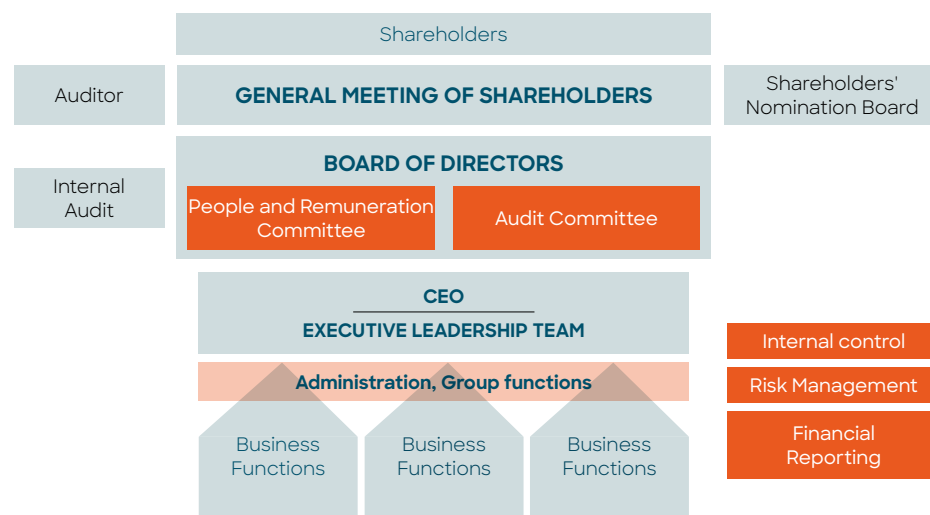 Shareholders
Auditor
GENERAL MEETING OF SHAREHOLDERS
Shareholders'
Nomination Board
BOARD OF DIRECTORS
Internal
Audit
People and Remuneration
Committee
Audit Committee
CEO
EXECUTIVE LEADERSHIP TEAM
Internal control
Administration, Group functions
Risk Management
Business
Functions
Business
Functions
Business
Functions
Financial
Reporting